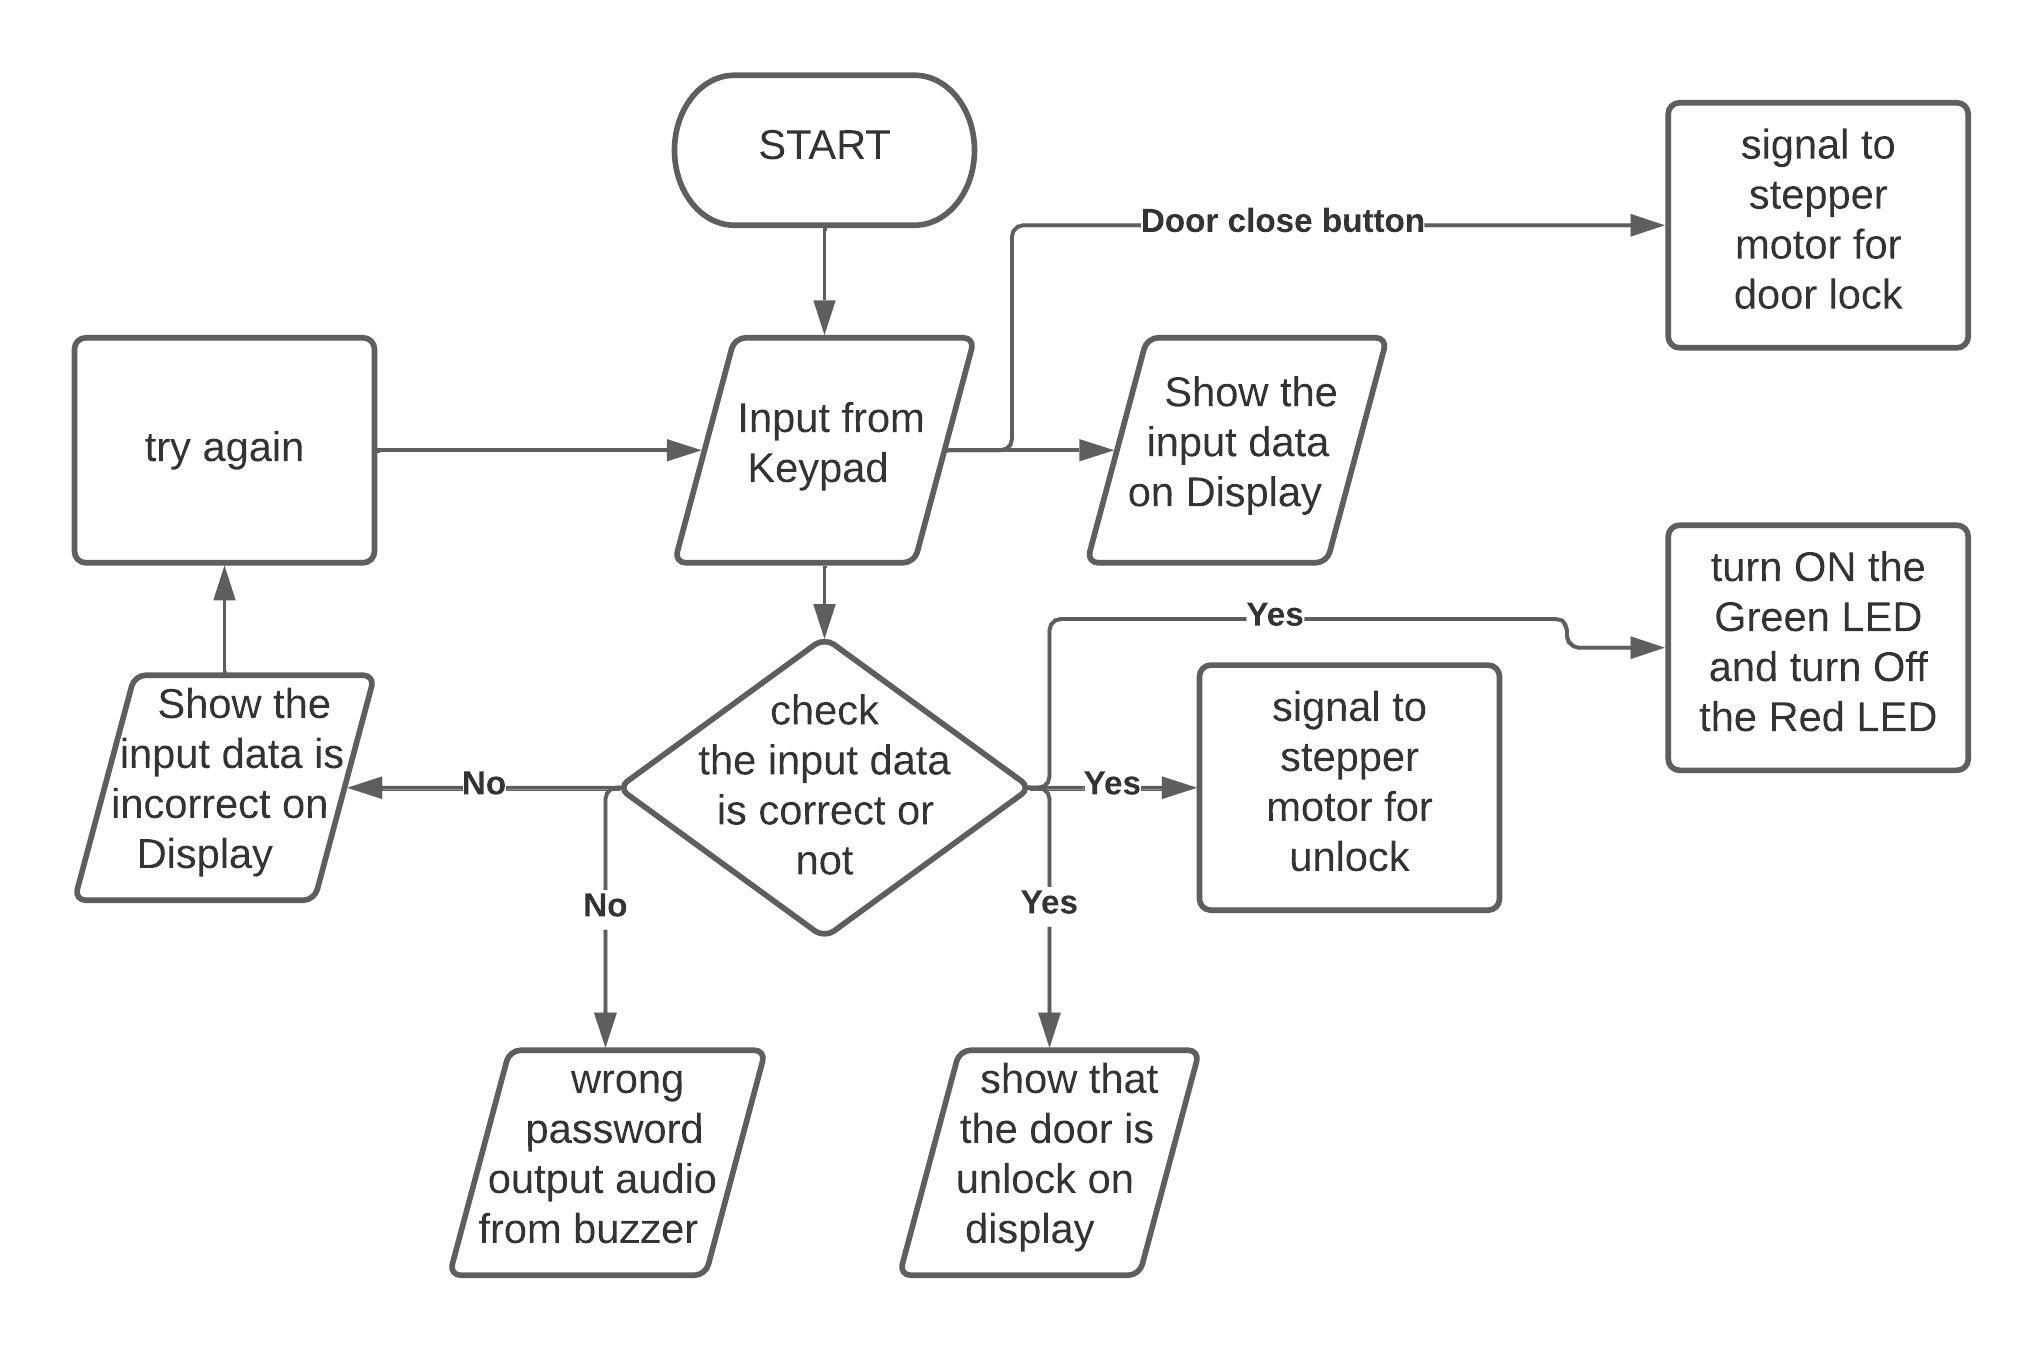 START
Door close button
signal to
stepper
motor for
door lock
try again
Input from
Keypad
Show the
input data
on Display
Yes
turn ON the
Green LED
and turn Off
the Red LED
Show the
input data is
incorrect on
Display
No
check
the input data
is correct or
not
Yes
signal to
stepper
motor for
unlock
No
Yes
wrong
password
output audio
from buzzer
show that
the door is
unlock on
display